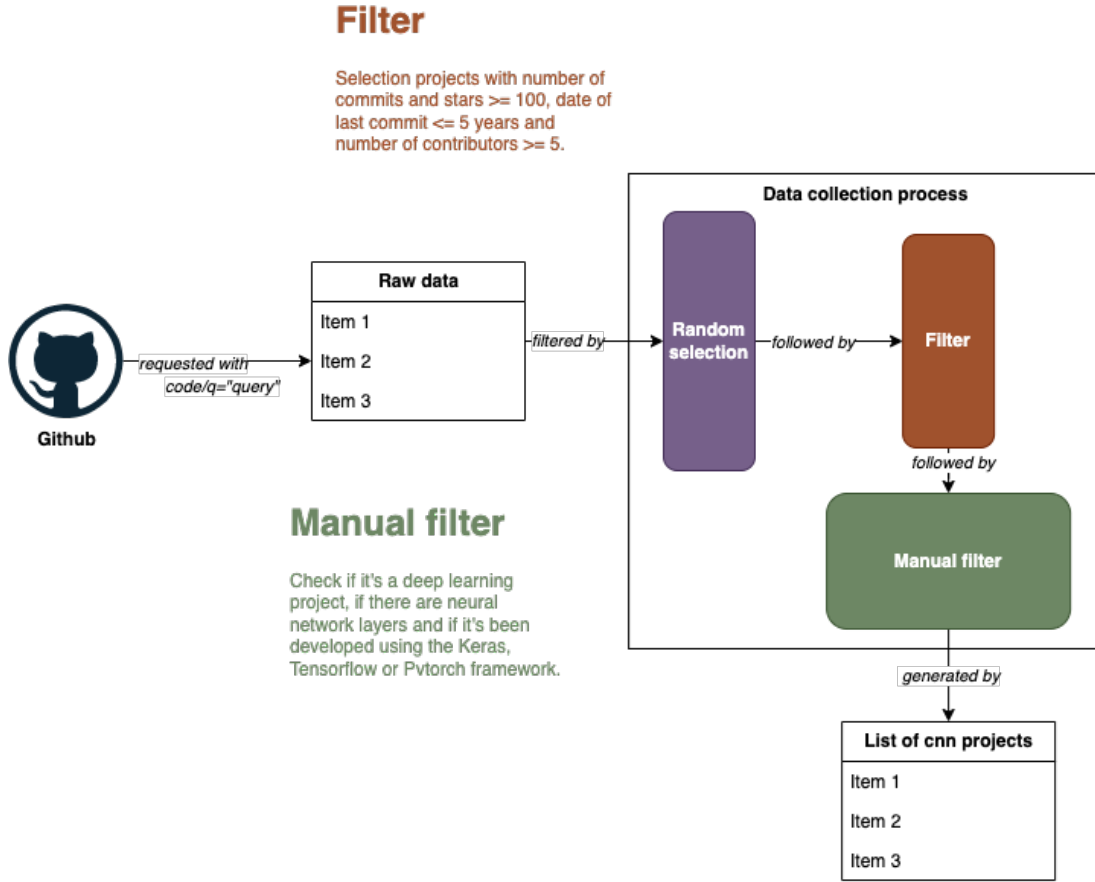 Filter
Selection projects with number of
commits and stars >= 100, date of
last commit <= 5 years and
number of contributors >= 5.
Data collection process
Raw data
Item 1
Item 2
Item 3
Github
requested with
code/q="query"
filtered by
Random
selection
followed by
Filter
followed by
Manual filter
Manual filter
Check if it's a deep learning
project, if there are neural
network layers and if it's been
developed using the Keras,
Tensorflow or Pvtorch framework.
generated by
List of cnn projects
Item 1
Item 2
Item 3